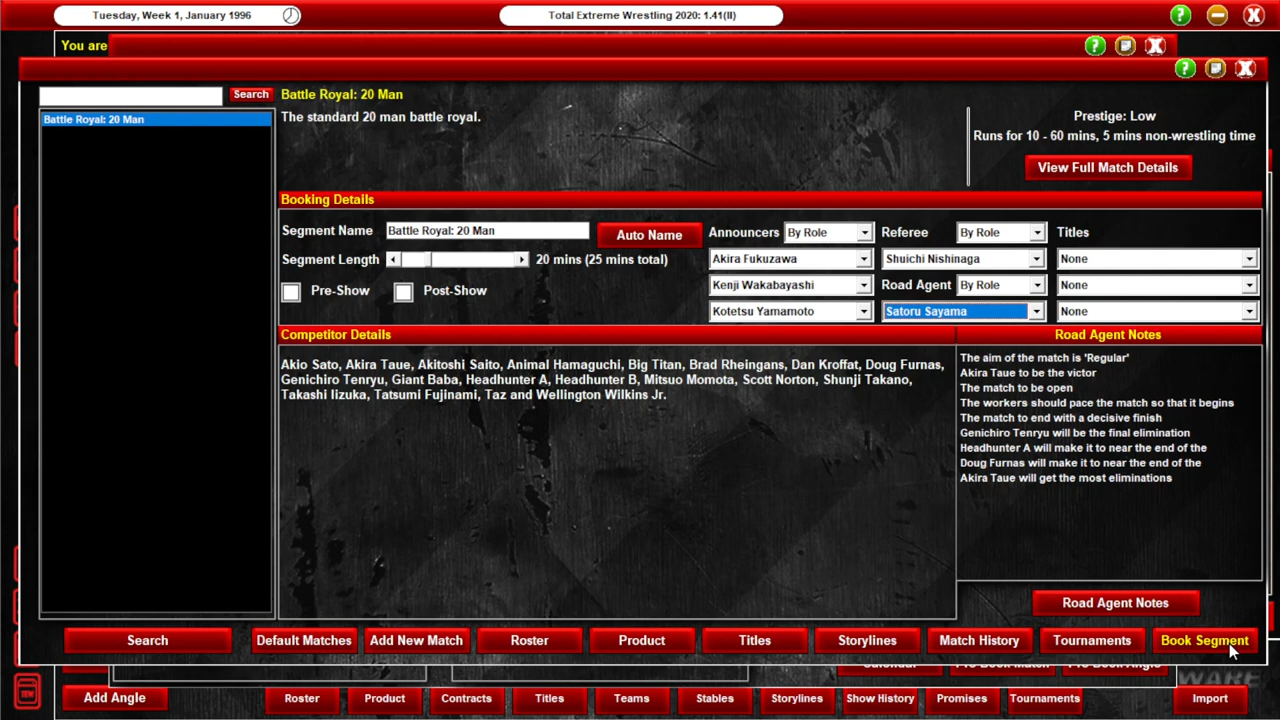 Tuesday, Week 1, January 1996
Total Extreme Wrestling 2020: 1.41(II)
You are
Search
Battle Royal: 20 Man
Battle Royal: 20 Man
The standard 20 man battle royal.
Prestige: Low
Runs for 10 - 60 mins, 5 mins non-wrestling time
View Full Match Details
Booking Details
Segment Name
Battle Royal: 20 Man
Auto Name
Announcers
By Role
Referee
By Role
Titles
Segment Length
20 mins (25 mins total)
Akira Fukuzawa
Shuichi Nishinaga
None
Pre-Show
Post-Show
Kenji Wakabayashi
Road Agent
By Role
None
Kotetsu Yamamoto
Satoru Sayama
None
Competitor Details
Road Agent Notes
Akio Sato, Akira Taue, Akitoshi Saito, Animal Hamaguchi, Big Titan, Brad Rheingans, Dan Kroffat, Doug Furnas,
Genichiro Tenryu, Giant Baba, Headhunter A, Headhunter B, Mitsuo Momota, Scott Norton, Shunji Takano,
Takashi Iizuka, Tatsumi Fujinami, Taz and Wellington Wilkins Jr.
The aim of the match is 'Regular'
Akira Taue to be the victor
The match to be open
The workers should pace the match so that it begins
The match to end with a decisive finish
Genichiro Tenryu will be the final elimination
Headhunter A will make it to near the end of the
Doug Furnas will make it to near the end of the
Akira Taue will get the most eliminations
Road Agent Notes
Search
Default Matches
Add New Match
Roster
Product
Titles
Storylines
Match History
Tournaments
Book Segment
Add Angle
Roster
Product
Contracts
Titles
Teams
Stables
Storylines
Show History
Promises
Tournaments
Import